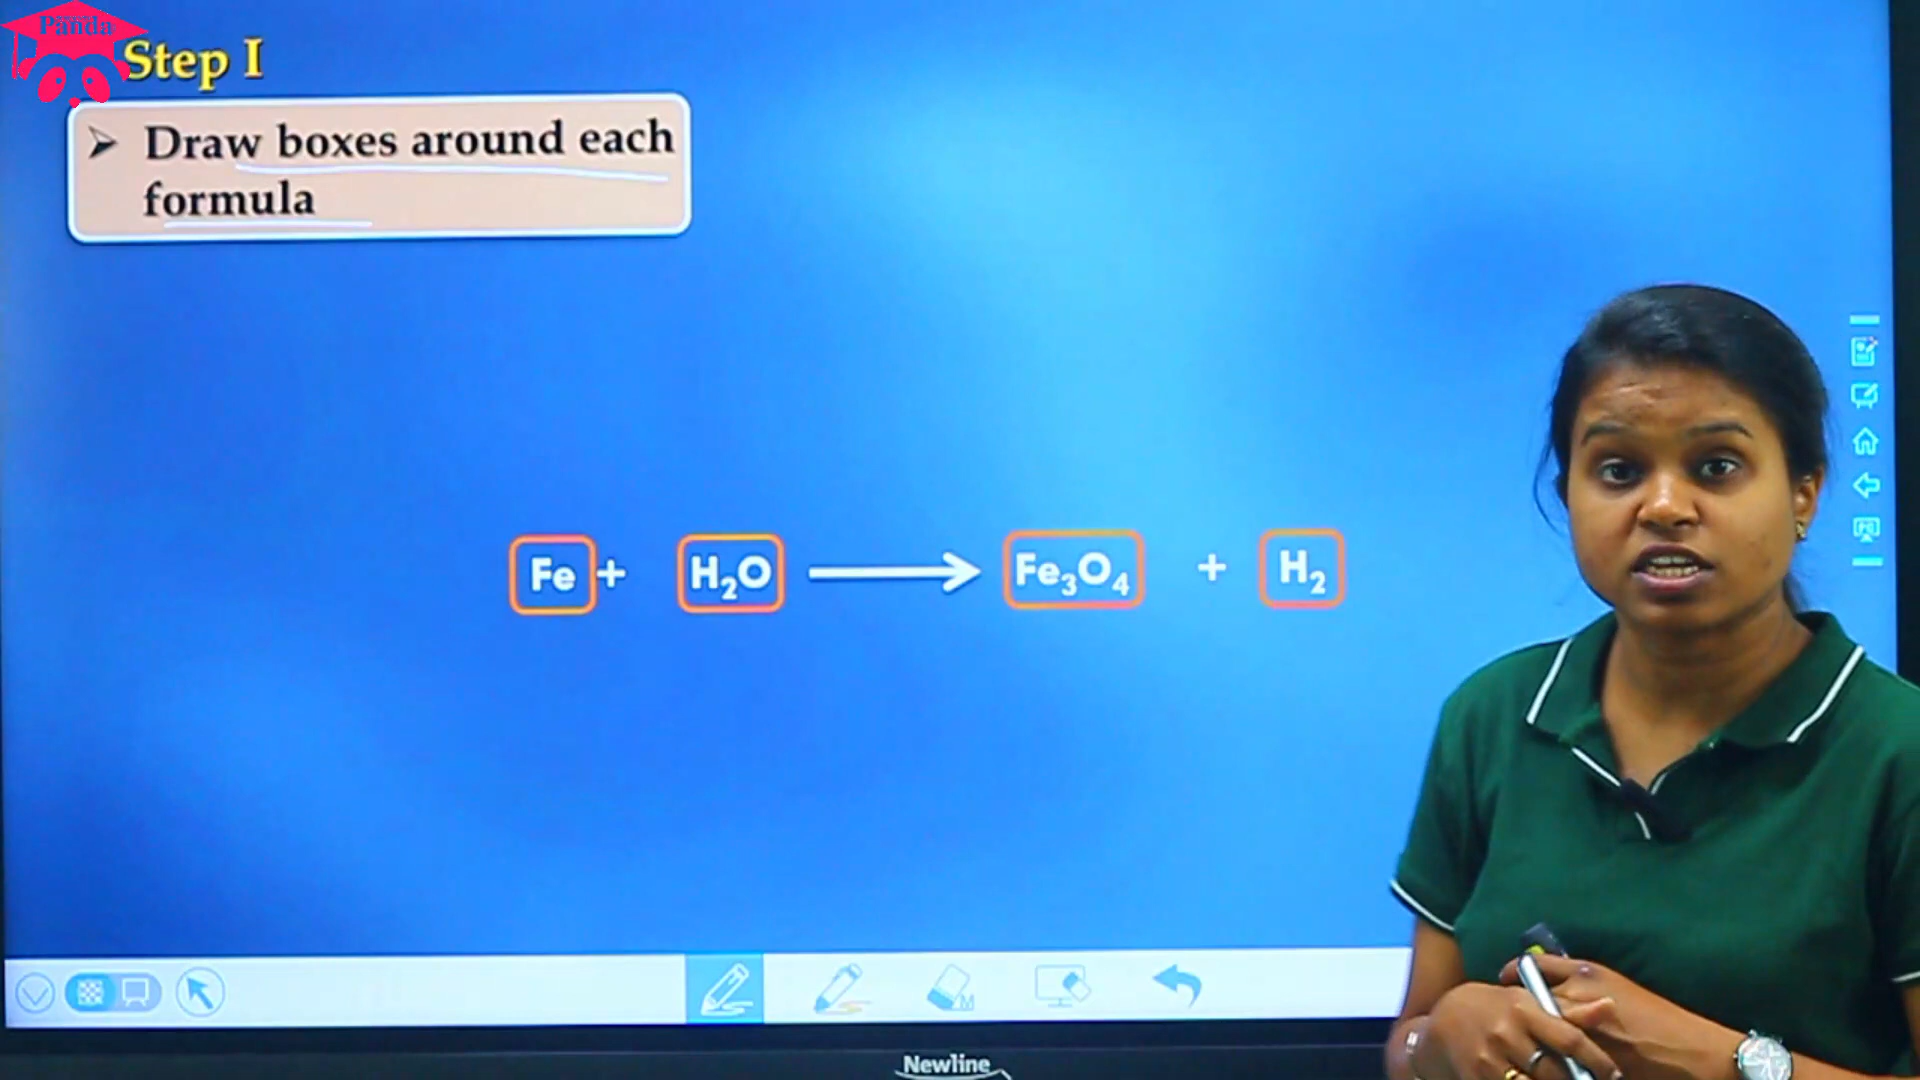 Panda
Step I
➢ Draw boxes around each
formula
Fe + H₂O ⟶ Fe₃O₄ + H₂
M
Newline